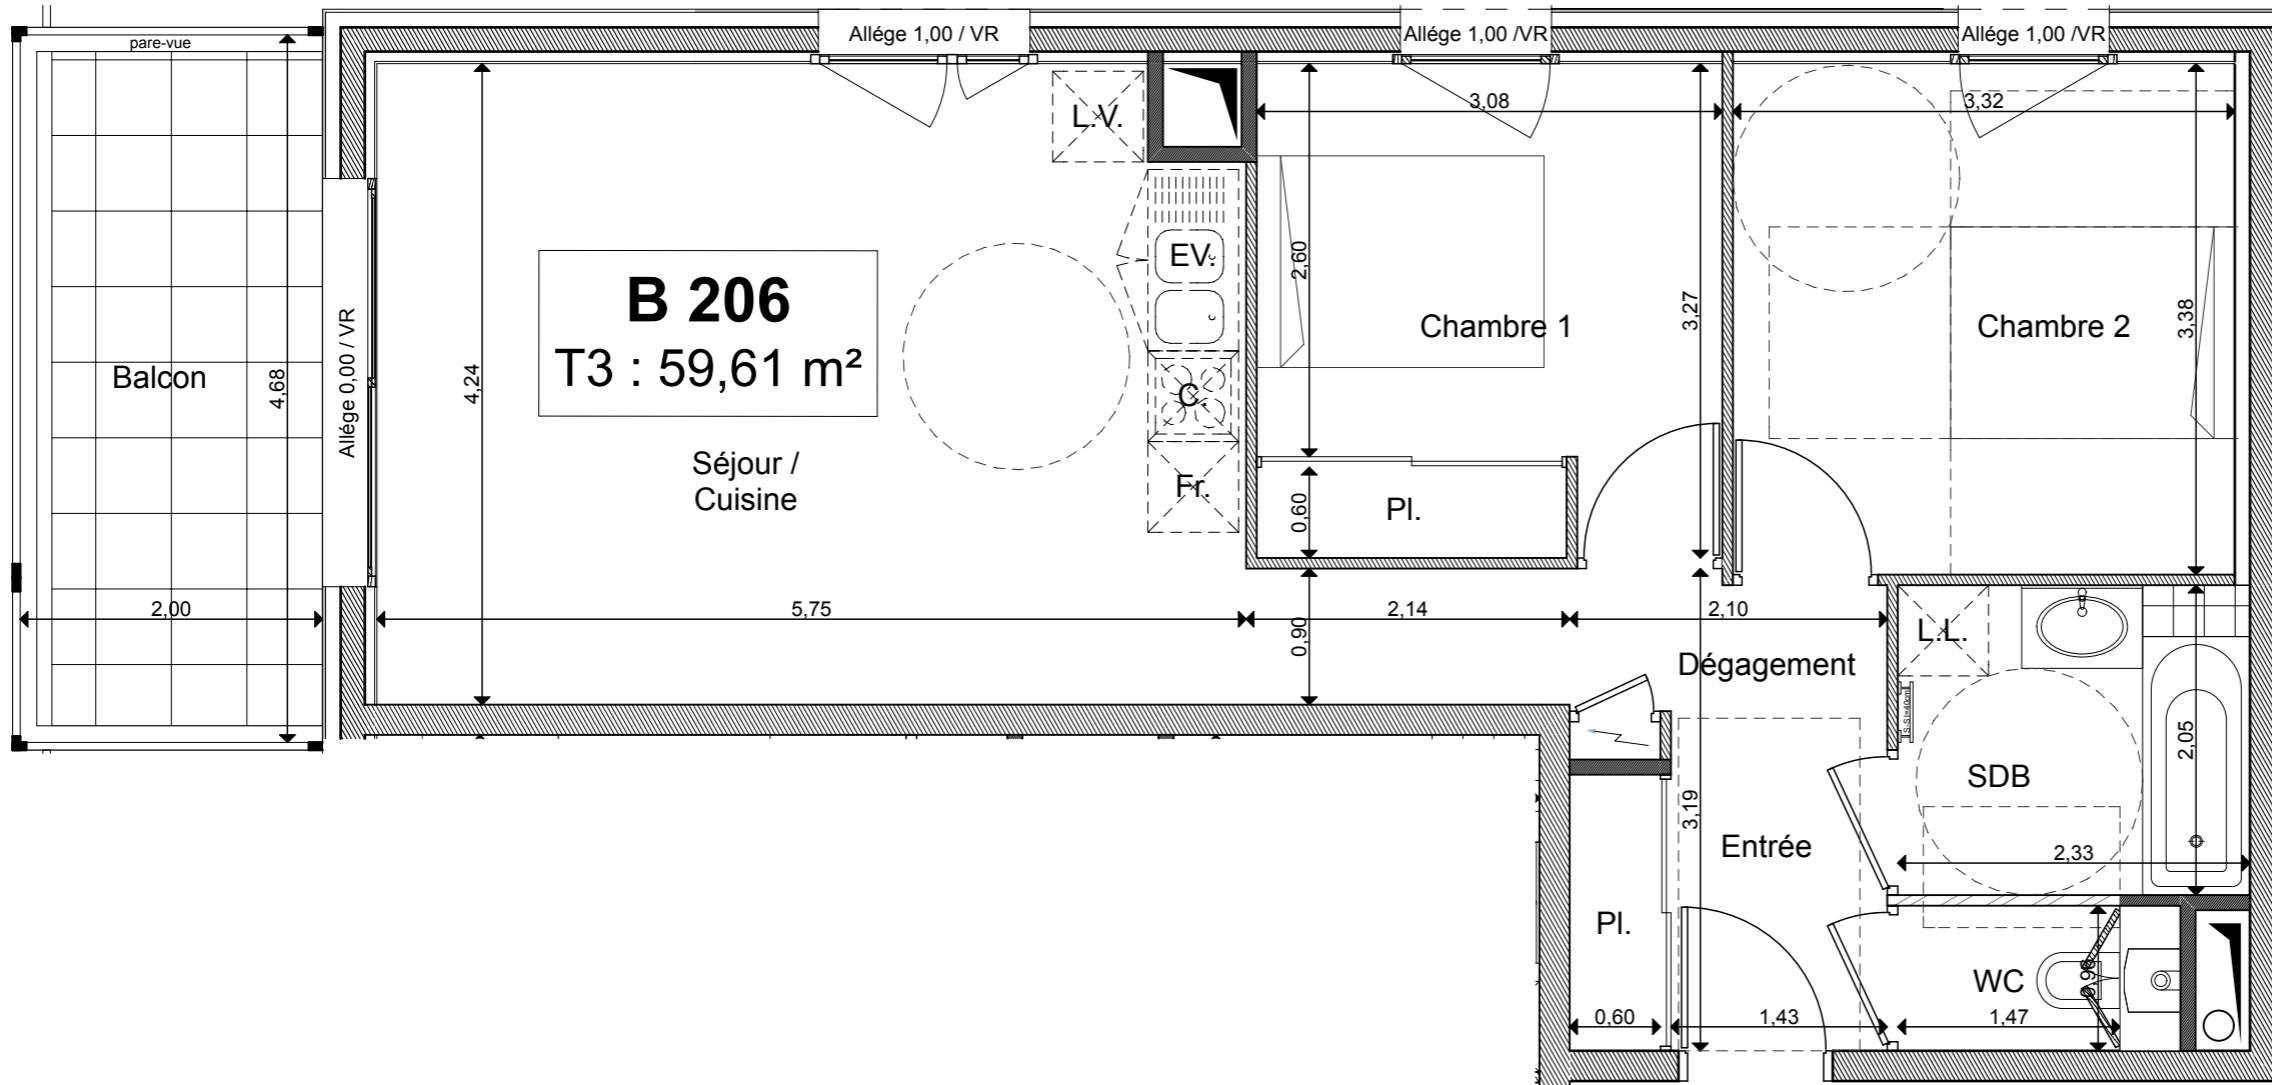 Allége 1,00 / VR
Allége 1,00 /VR
Allége 1,00 /VR
pare-vue
3,08
3,32
L.V.
EV.
B 206
T3 : 59,61 m²
2,60
3,27
3,38
Chambre 1
Chambre 2
Balcon
4,68
Allége 0,00 / VR
4,24
C.
Séjour /
Cuisine
Fr.
0,60
Pl.
2,00
5,75
2,14
2,10
0,90
L.L.
Dégagement
2,05
SDB
3,19
Entrée
2,33
Pl.
WC
0,60
1,43
1,47